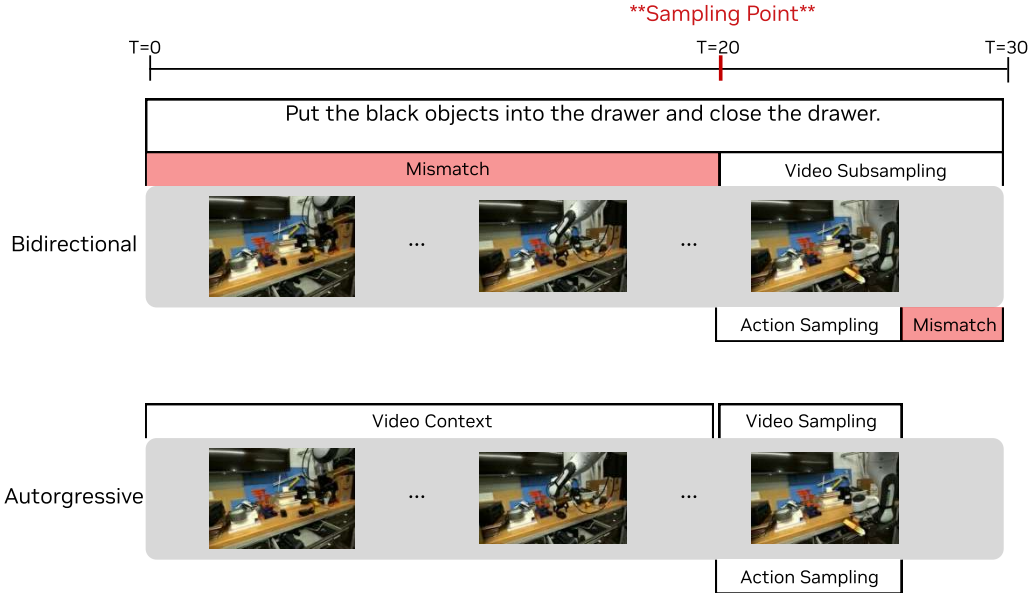 **Sampling Point**
T=0
T=20
T=30
Put the black objects into the drawer and close the drawer.
Mismatch
Video Subsampling
Bidirectional
...
...
Action Sampling
Mismatch
Video Context
Video Sampling
Autorgressive
...
...
Action Sampling